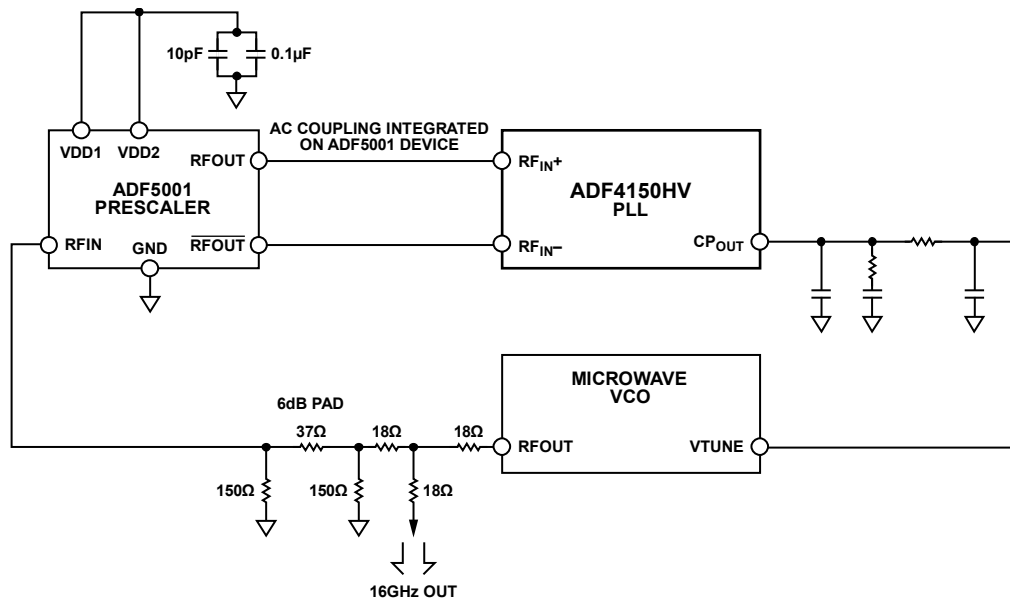 10pF
0.1µF
VDD1
VDD2
RFOUT
ADF5001
PRESCALER
RFIN
GND
RFOUT
AC COUPLING INTEGRATED
ON ADF5001 DEVICE
RFIN+
ADF4150HV
PLL
RFIN–
CPOUT
MICROWAVE
VCO
RFOUT
VTUNE
6dB PAD
37Ω
18Ω
18Ω
150Ω
150Ω
18Ω
16GHz OUT